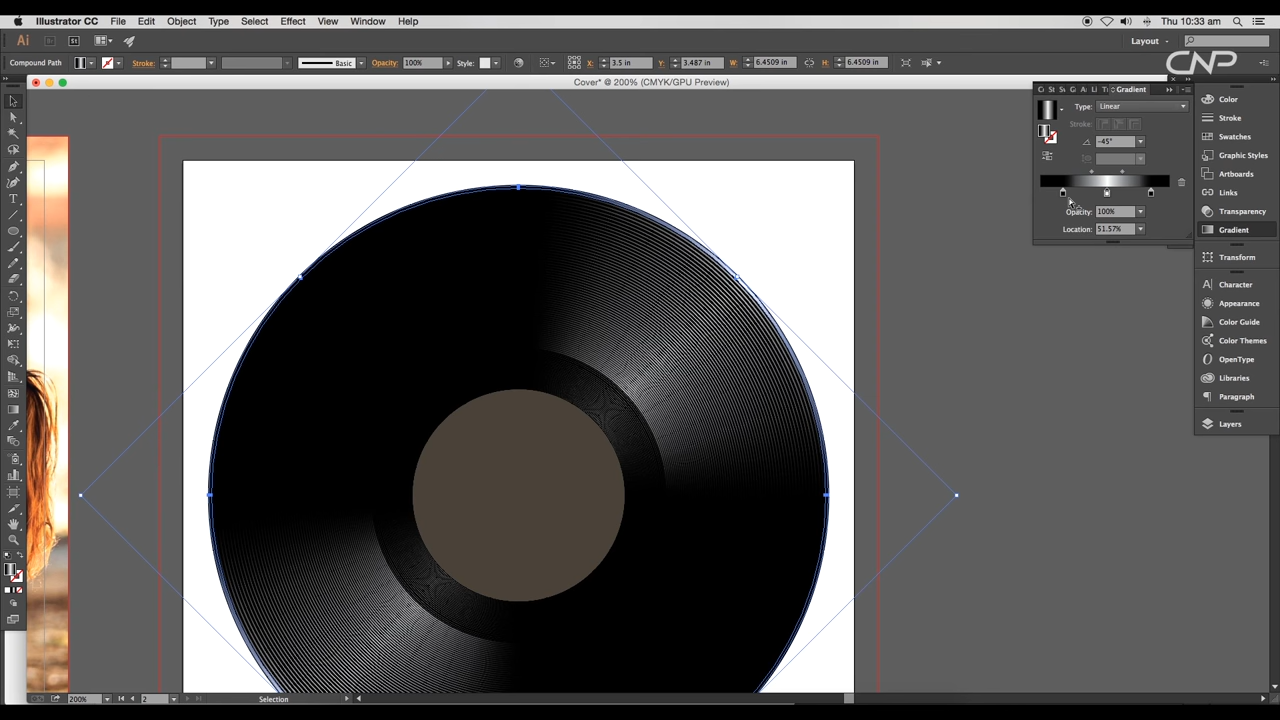 Illustrator CC File Edit Object Type Select Effect View Window Help Thu 10:33 am
Ai Br St Layout
Compound Path Stroke: Basic Opacity: 100% Style: X: 3.5 in Y: 3.487 in W: 6.4509 in H: 6.4509 in
CNP
Cover* @ 200% (CMYK/GPU Preview)
Gradient
Type: Linear
Stroke:
-45°
Opacity: 100%
Location: 51.57%
Color
Stroke
Swatches
Graphic Styles
Artboards
Links
Transparency
Gradient
Transform
Character
Appearance
Color Guide
Color Themes
OpenType
Libraries
Paragraph
Layers
200% 2 Selection